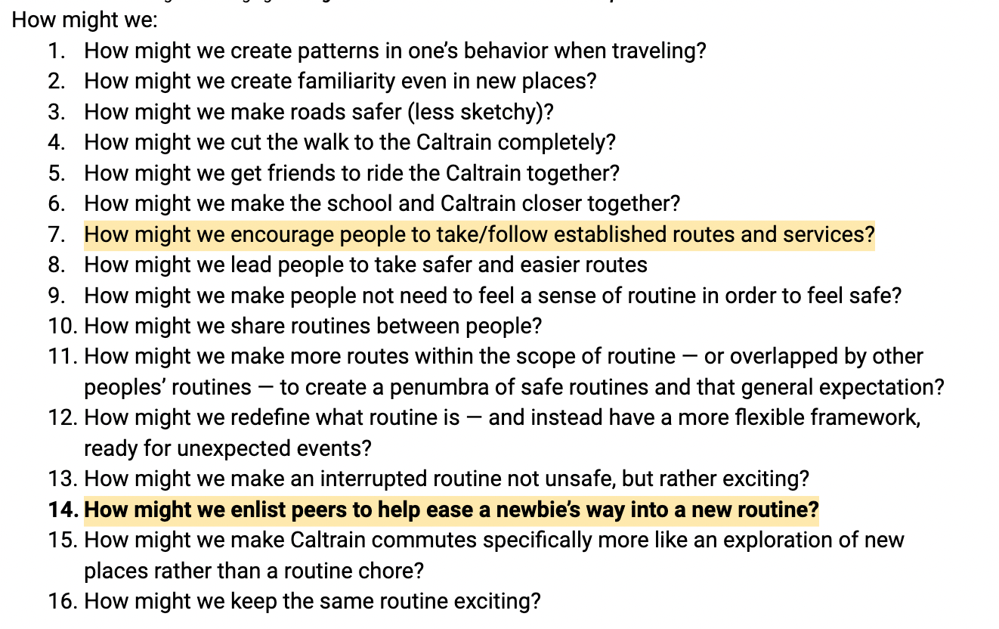 How might we:
1. How might we create patterns in one's behavior when traveling?
2. How might we create familiarity even in new places?
3. How might we make roads safer (less sketchy)?
4. How might we cut the walk to the Caltrain completely?
5. How might we get friends to ride the Caltrain together?
6. How might we make the school and Caltrain closer together?
7. How might we encourage people to take/follow established routes and services?
8. How might we lead people to take safer and easier routes
9. How might we make people not need to feel a sense of routine in order to feel safe?
10. How might we share routines between people?
11. How might we make more routes within the scope of routine — or overlapped by other
peoples' routines — to create a penumbra of safe routines and that general expectation?
12. How might we redefine what routine is — and instead have a more flexible framework,
ready for unexpected events?
13. How might we make an interrupted routine not unsafe, but rather exciting?
14. How might we enlist peers to help ease a newbie's way into a new routine?
15. How might we make Caltrain commutes specifically more like an exploration of new
places rather than a routine chore?
16. How might we keep the same routine exciting?